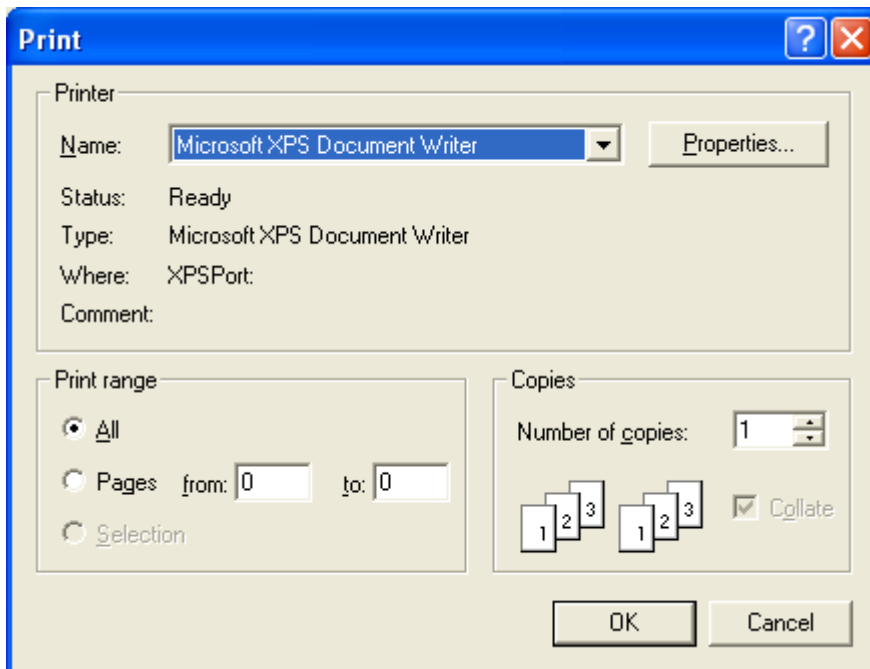 Print
Printer
Name: Microsoft XPS Document Writer Properties...
Status: Ready
Type: Microsoft XPS Document Writer
Where: XPSPort:
Comment:
Print range
All
Pages from: 0 to: 0
Selection
Copies
Number of copies: 1
1 2 3 1 2 3 Collate
OK Cancel